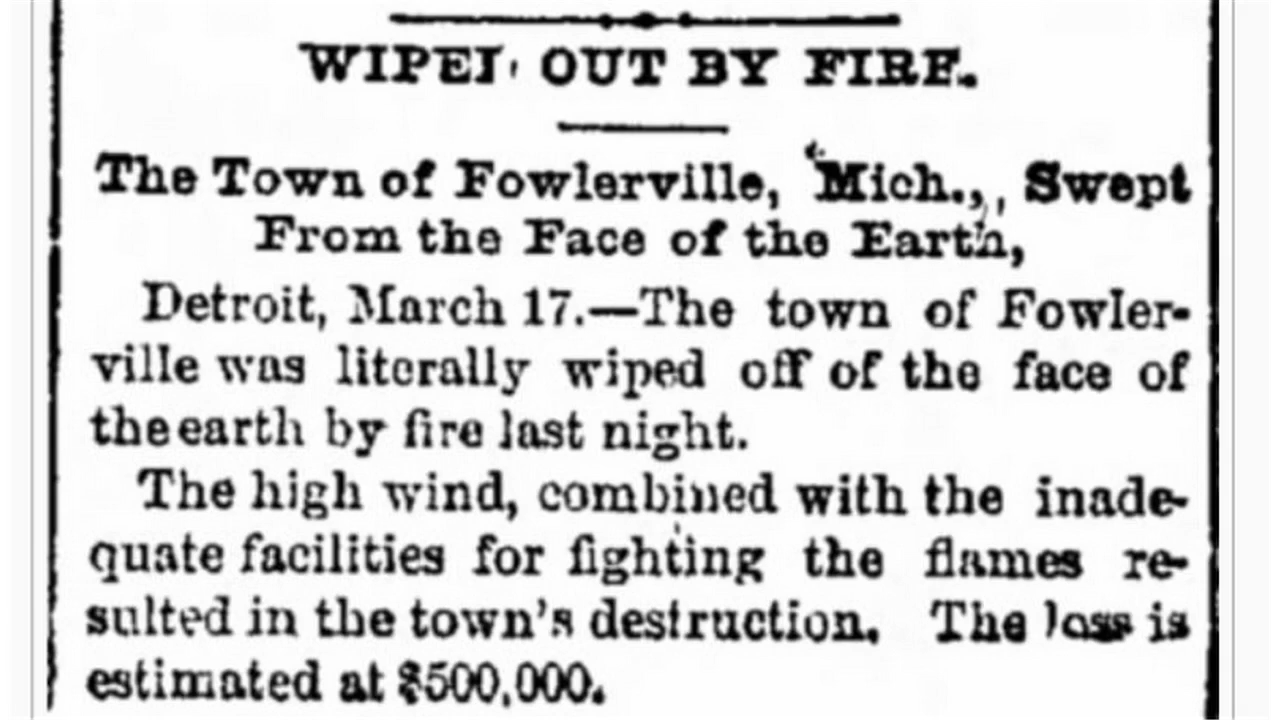 WIPED OUT BY FIRE.
The Town of Fowlerville, Mich., Swept
From the Face of the Earth,
Detroit, March 17.—The town of Fowler-
ville was literally wiped off of the face of
the earth by fire last night.
The high wind, combined with the inade-
quate facilities for fighting the flames re-
sulted in the town's destruction. The loss is
estimated at $500,000.